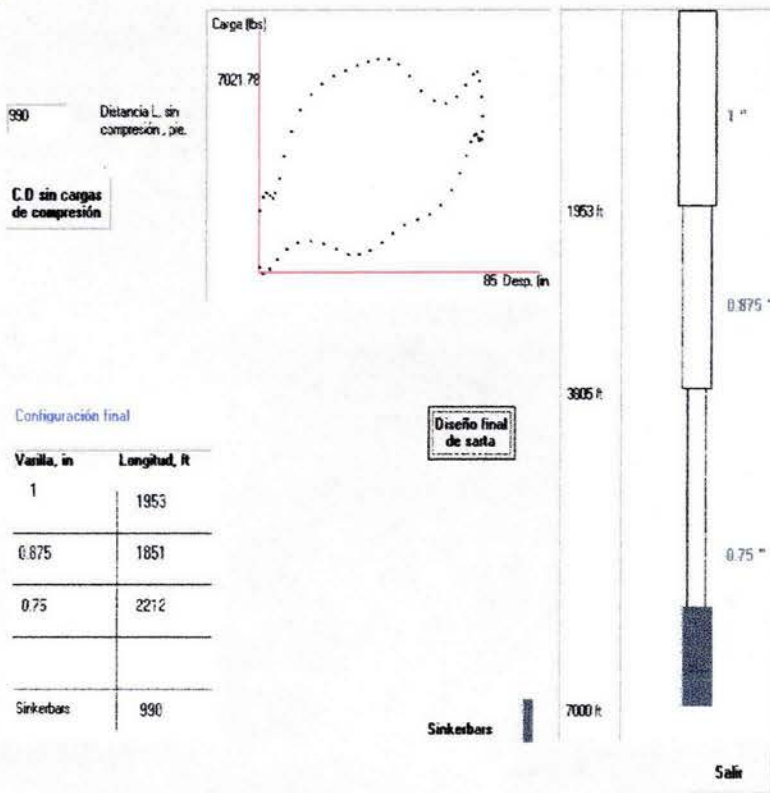 Carga (lbs)
7021.78
85 Desp. (in
990
Distancia L. sin
compresión, pie.
C.D sin cargas
de compresión
Configuración final
Varilla, in Longitud, ft
1 1953
0.875 1851
0.75 2212
Sinkerbars 990
Diseño final
de sarta
Sinkerbars
1953 ft
3805 ft
7000 ft
1 "
0.875 "
0.75 "
Salir